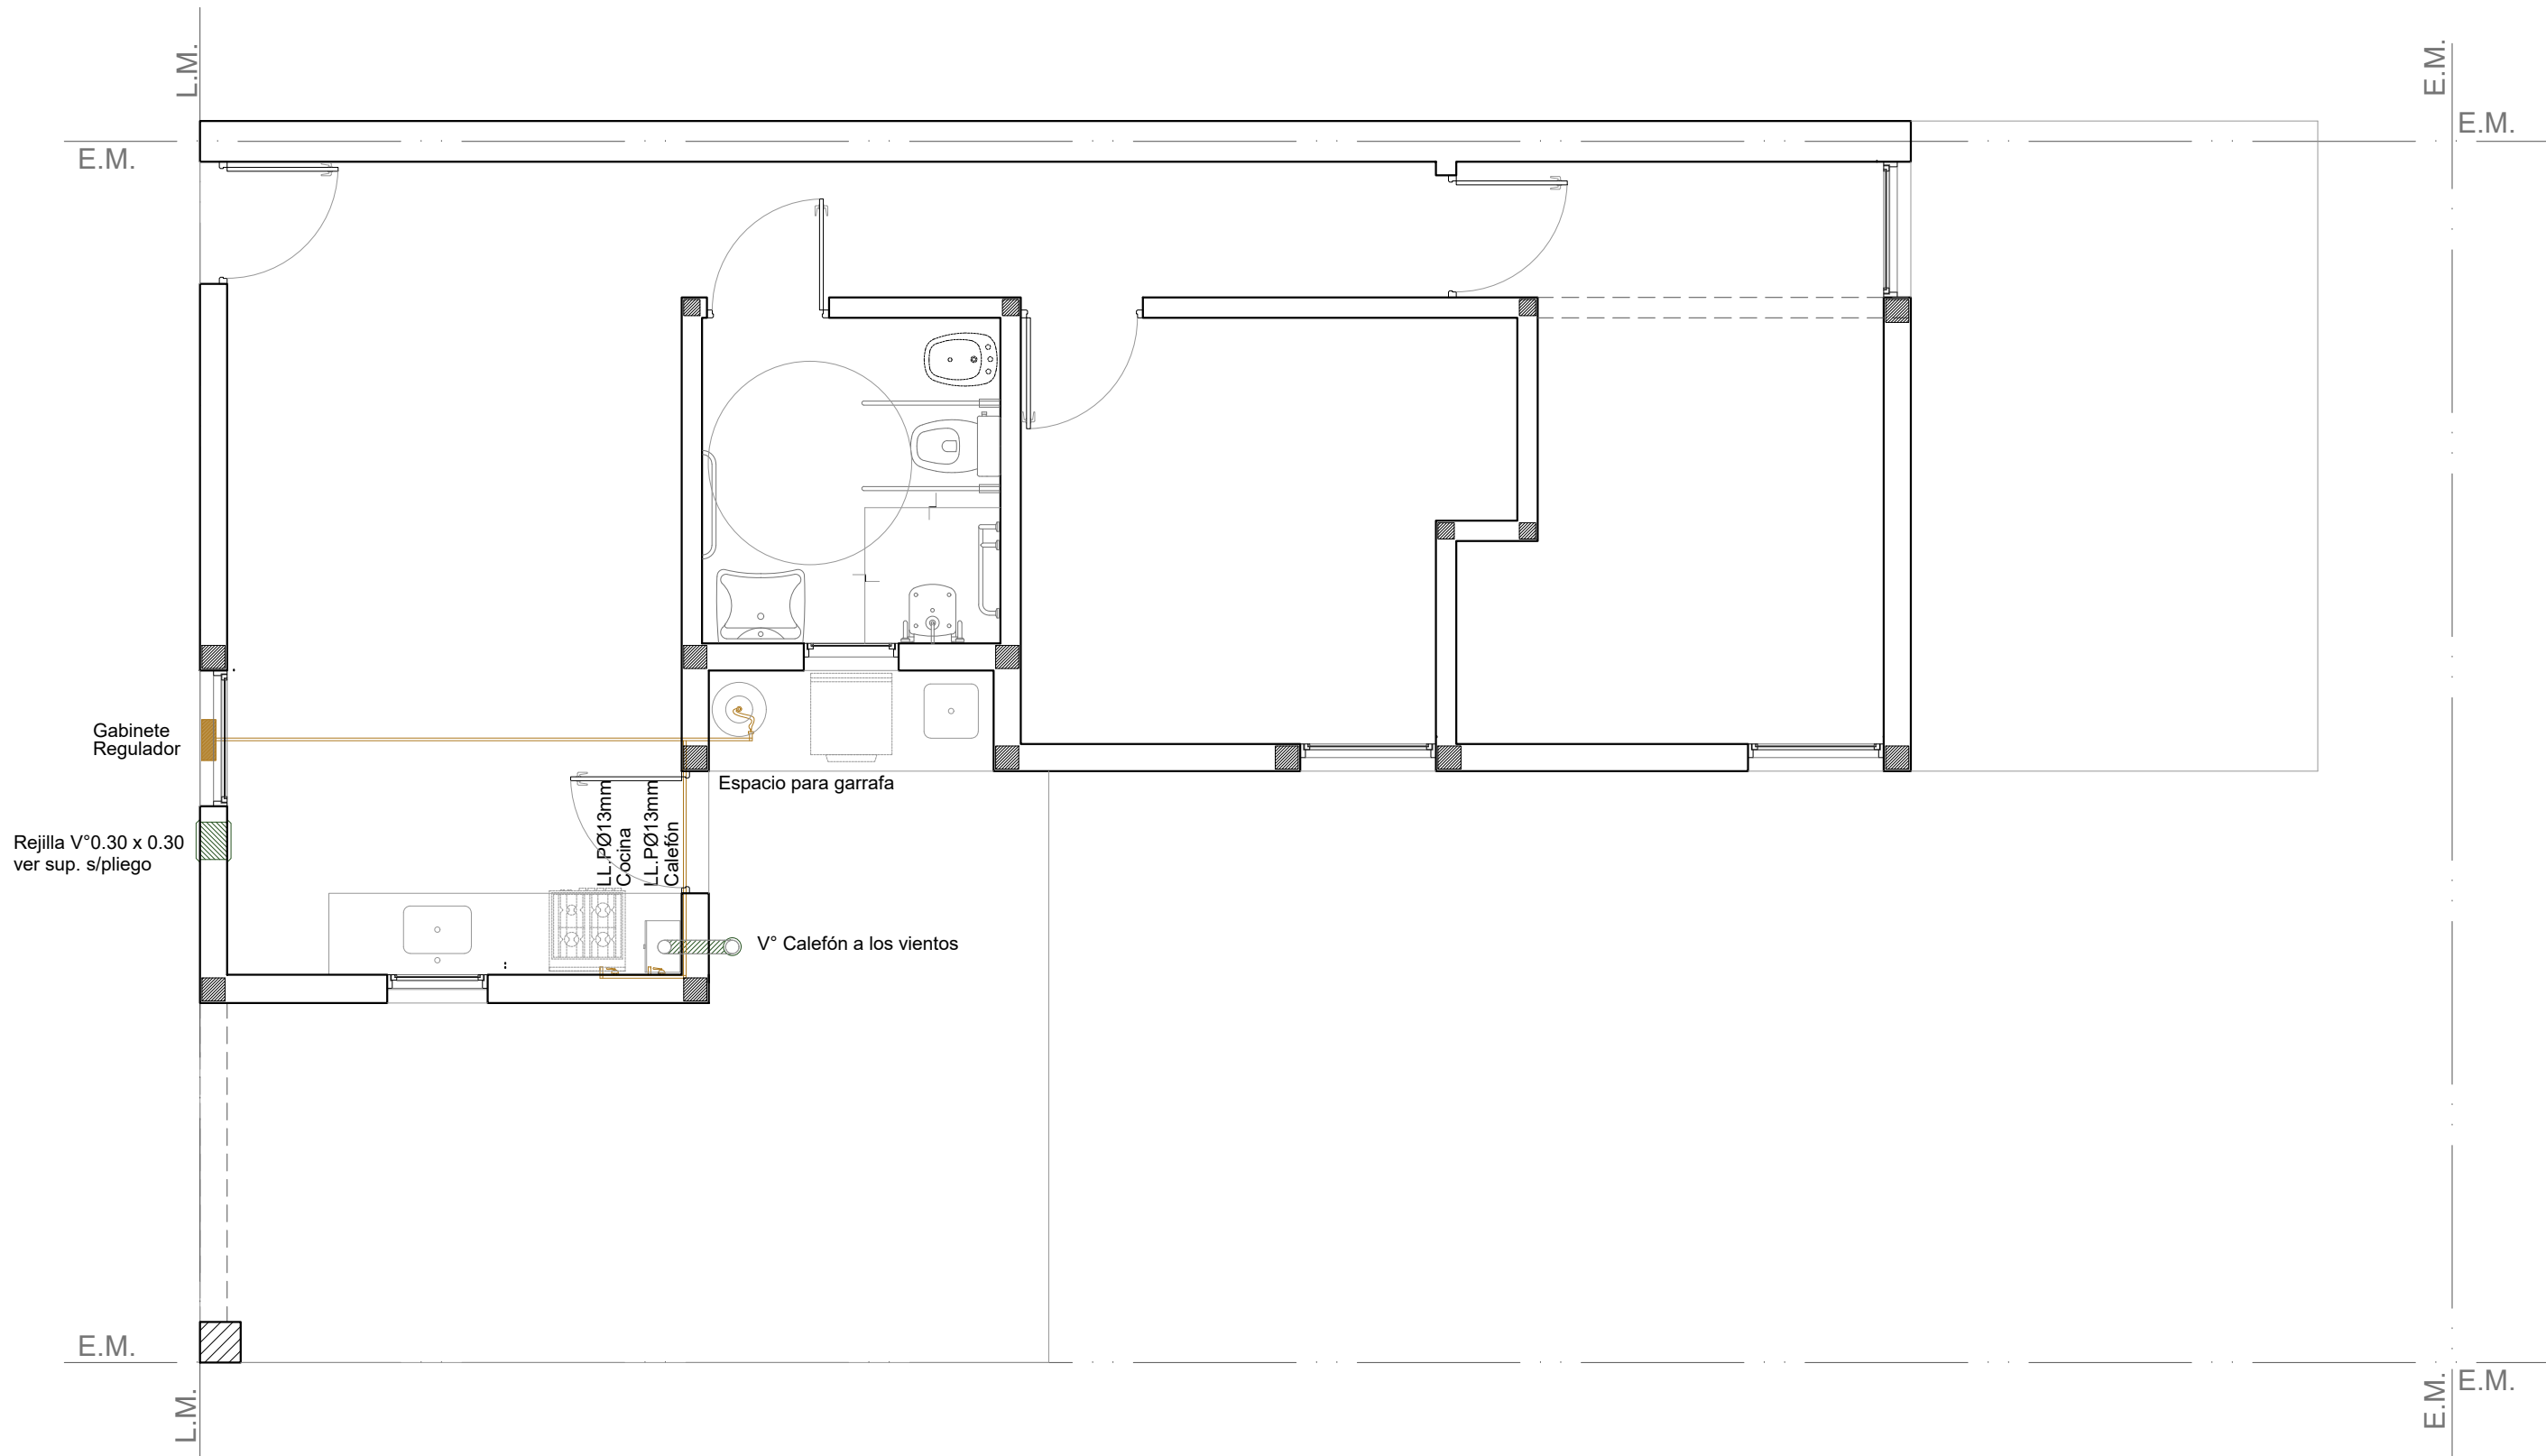 L.M.
E.M.
E.M.
E.M.
Gabinete
Regulador
Espacio para garrafa
LL.PØ13mm
Cocina
LL.PØ13mm
Calefón
Rejilla V°0.30 x 0.30
ver sup. s/pliego
V° Calefón a los vientos
E.M.
L.M.
E.M.
E.M.